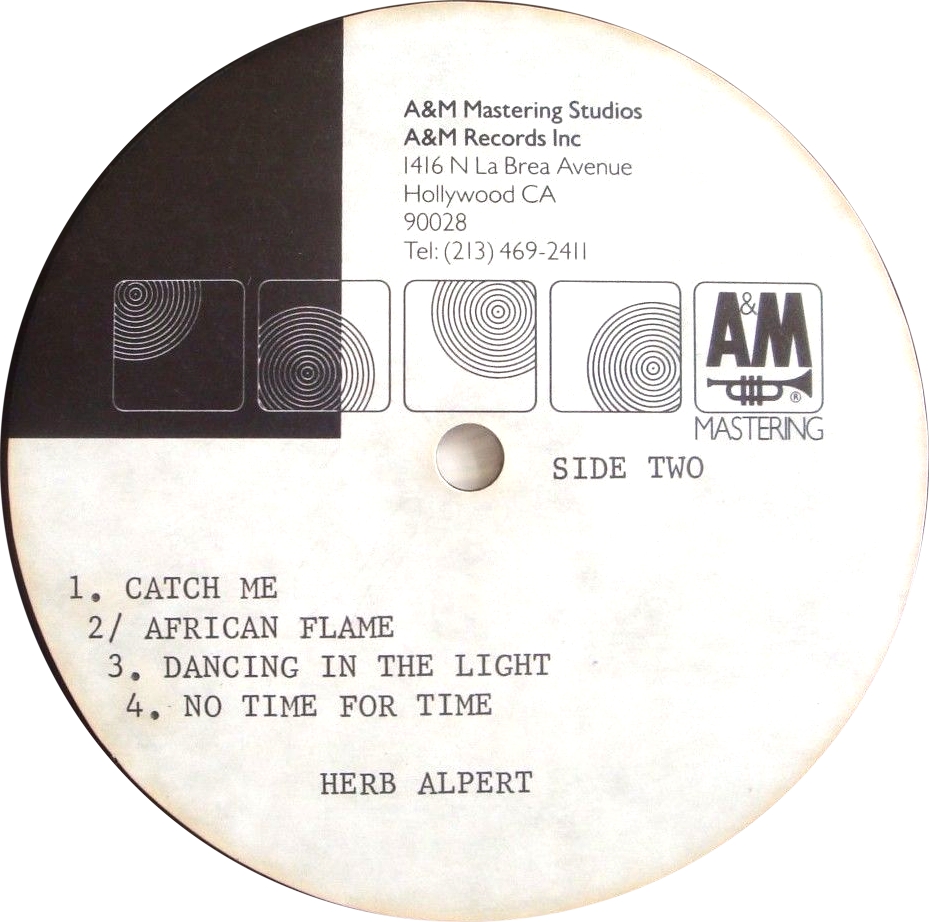 A&M Mastering Studios
A&M Records Inc
1416 N La Brea Avenue
Hollywood CA
90028
Tel: (213) 469-2411
A&M
®
MASTERING
SIDE TWO
1. CATCH ME
2/ AFRICAN FLAME
3. DANCING IN THE LIGHT
4. NO TIME FOR TIME
HERB ALPERT